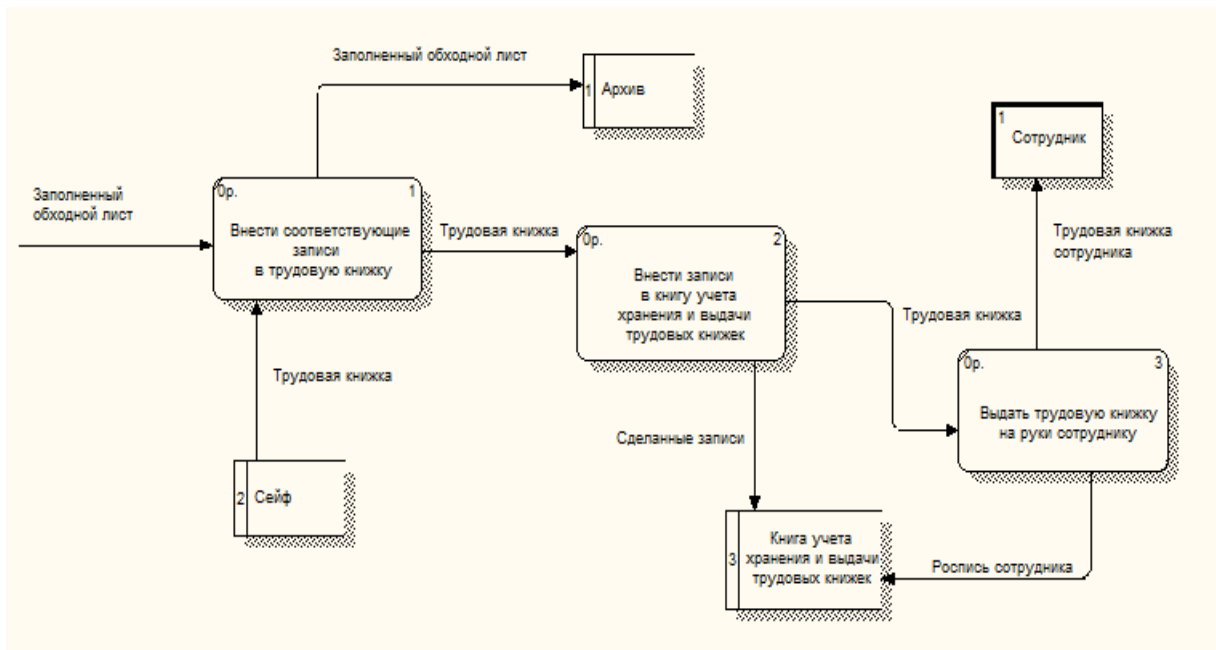 Заполненный обходной лист
1
Архив
1
Сотрудник
Заполненный
обходной лист
0р.
1
Внести соответствующие
записи
в трудовую книжку
Трудовая книжка
0р.
2
Внести записи
в книгу учета
хранения и выдачи
трудовых книжек
Трудовая книжка
сотрудника
Трудовая книжка
0р.
3
Выдать трудовую книжку
на руки сотруднику
Трудовая книжка
Сделанные записи
2
Сейф
3
Книга учета
хранения и выдачи
трудовых книжек
Роспись сотрудника